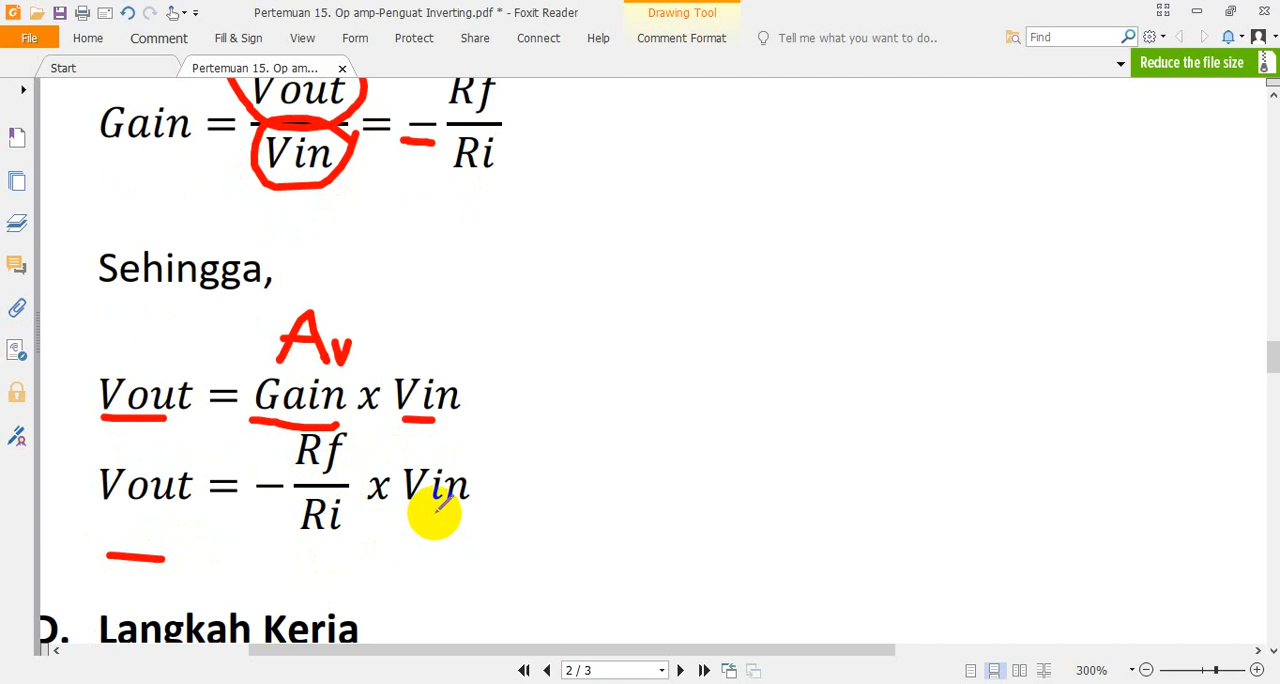 Pertemuan 15. Op amp-Penguat Inverting.pdf * - Foxit Reader
Drawing Tool
File Home Comment Fill & Sign View Form Protect Share Connect Help Comment Format Tell me what you want to do.. Find
Start Pertemuan 15. Op am... Reduce the file size
Gain = Vout / Vin = − Rf / Ri
Sehingga,
Av
Vout = Gain x Vin
Vout = − Rf / Ri x Vin
D. Langkah Kerja
2 / 3 300%